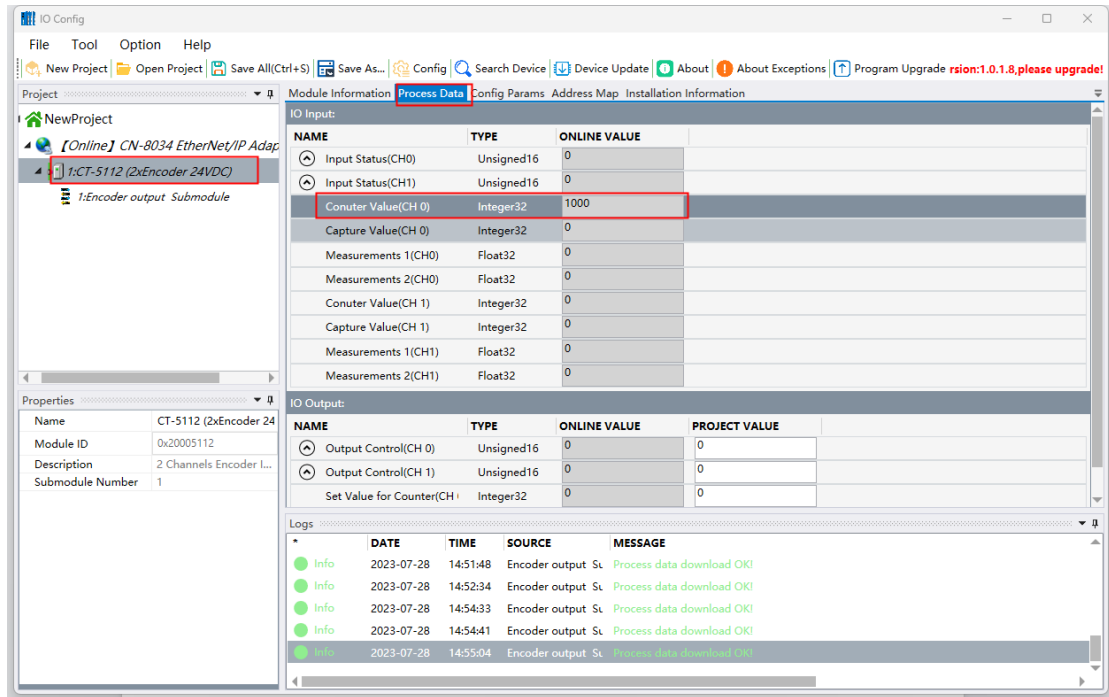 IO Config
File Tool Option Help
New Project Open Project Save All(Ctrl+S) Save As... Config Search Device Device Update About About Exceptions Program Upgrade rsion:1.0.1.8,please upgrade!
Project
Module Information Process Data Config Params Address Map Installation Information
NewProject
【Online】CN-8034 EtherNet/IP Adap
1:CT-5112 (2xEncoder 24VDC)
1:Encoder output Submodule
IO Input:
NAME TYPE ONLINE VALUE
Input Status(CH0) Unsigned16 0
Input Status(CH1) Unsigned16 0
Conuter Value(CH 0) Integer32 1000
Capture Value(CH 0) Integer32 0
Measurements 1(CH0) Float32 0
Measurements 2(CH0) Float32 0
Conuter Value(CH 1) Integer32 0
Capture Value(CH 1) Integer32 0
Measurements 1(CH1) Float32 0
Measurements 2(CH1) Float32 0
Properties
Name CT-5112 (2xEncoder 24
Module ID 0x20005112
Description 2 Channels Encoder I...
Submodule Number 1
IO Output:
NAME TYPE ONLINE VALUE PROJECT VALUE
Output Control(CH 0) Unsigned16 0 0
Output Control(CH 1) Unsigned16 0 0
Set Value for Counter(CH Integer32 0 0
Logs
* DATE TIME SOURCE MESSAGE
Info 2023-07-28 14:51:48 Encoder output Su Process data download OK!
Info 2023-07-28 14:52:34 Encoder output Su Process data download OK!
Info 2023-07-28 14:54:33 Encoder output Su Process data download OK!
Info 2023-07-28 14:54:41 Encoder output Su Process data download OK!
Info 2023-07-28 14:55:04 Encoder output Su Process data download OK!